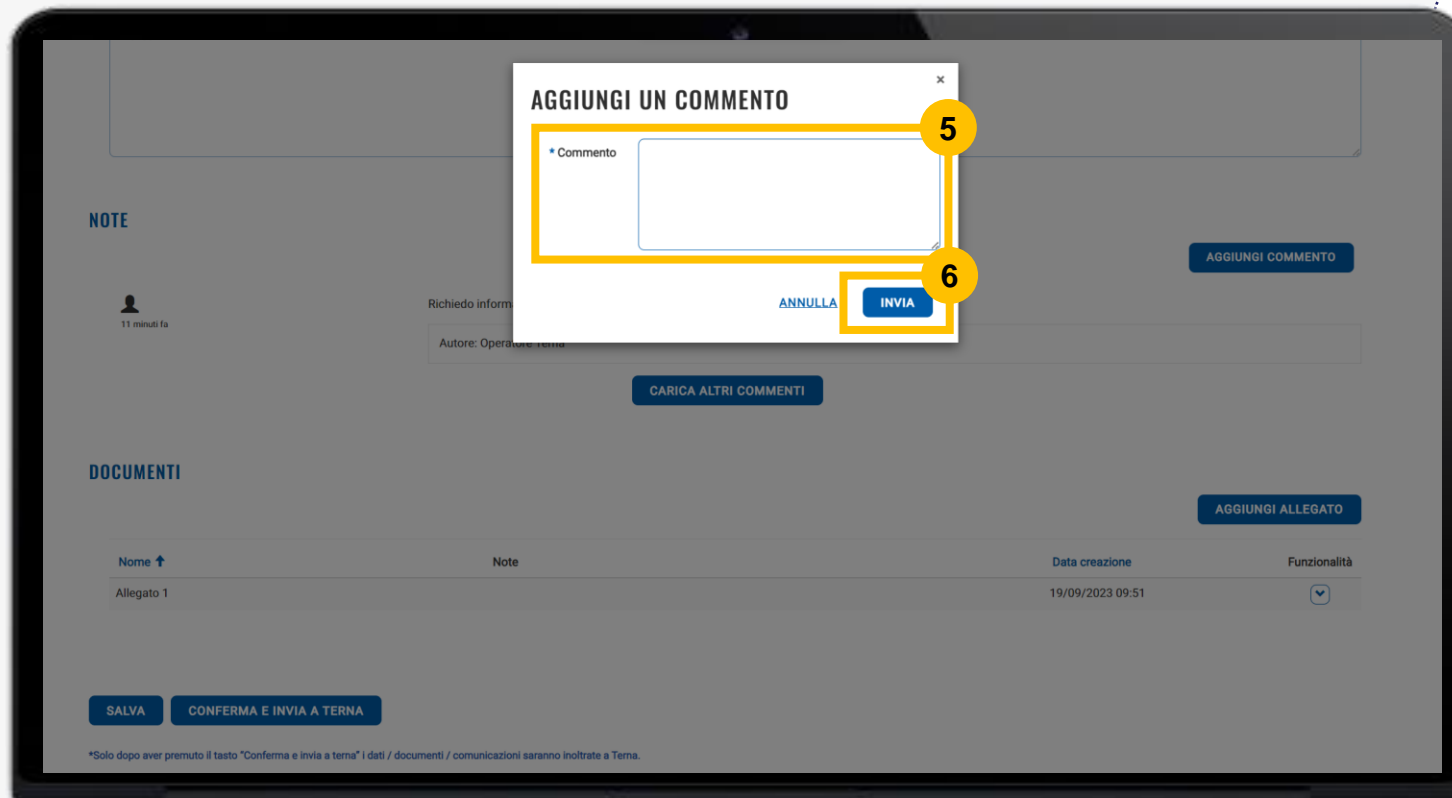 ×
AGGIUNGI UN COMMENTO
5
* Commento
NOTE
AGGIUNGI COMMENTO
6
Richiedo inform
ANNULLA
INVIA
11 minuti fa
Autore: Operatore Terna
CARICA ALTRI COMMENTI
DOCUMENTI
AGGIUNGI ALLEGATO
Nome Note Data creazione Funzionalità
Allegato 1 19/09/2023 09:51
SALVA CONFERMA E INVIA A TERNA
*Solo dopo aver premuto il tasto "Conferma e invia a terna" i dati / documenti / comunicazioni saranno inoltrate a Terna.